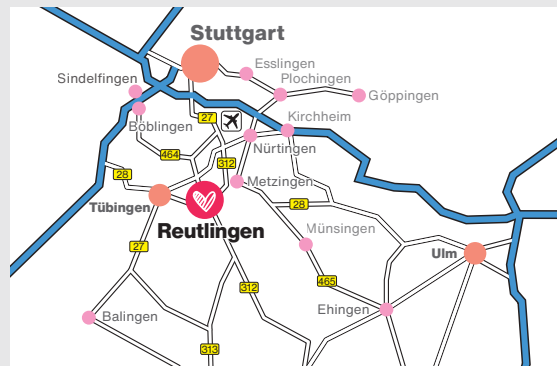 Stuttgart
Esslingen
Sindelfingen
Plochingen
Göppingen
27
Kirchheim
Böblingen
Nürtingen
464
312
28
Metzingen
Tübingen
28
Reutlingen
Münsingen
27
Ulm
465
312
Ehingen
Balingen
313